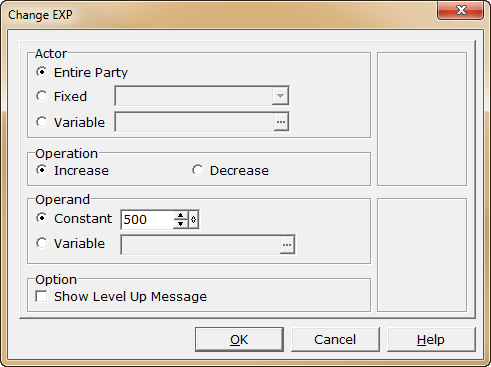 Change EXP
Actor
Entire Party
Fixed
Variable ...
Operation
Increase Decrease
Operand
Constant 500
Variable ...
Option
Show Level Up Message
OK Cancel Help